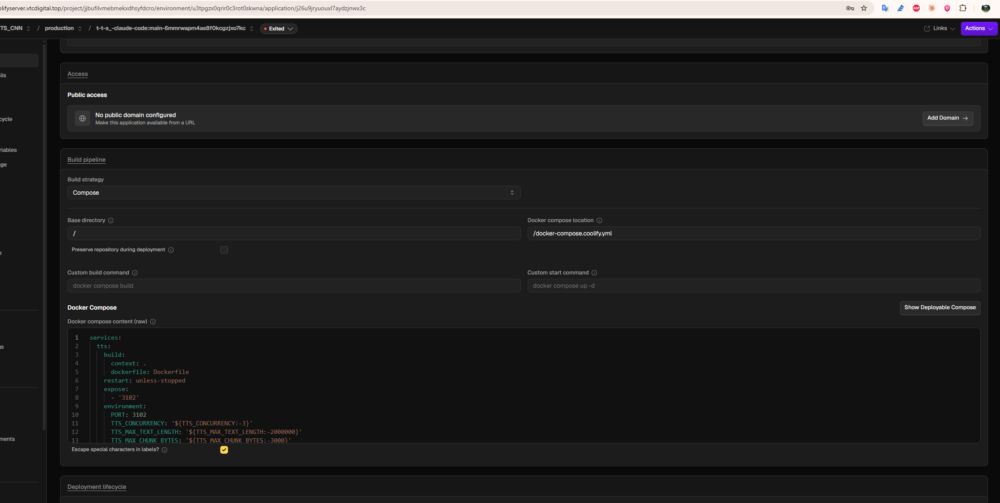 olifyserver.vtcdigital.top/project/jjbufilvmebmekxdhsyfdcro/environment/u3tpgzx0qrir0c3rot0skwna/application/j26u9jryuouxl7aydzjnwx3c
TS_CNN / production / t-t-s_-claude-code:main-6mmrwapm4as8f0kcgzjxo7kc Exited Links Actions
ils
cycle
riables
ge
e
gs
ments
Access
Public access
No public domain configured
Make this application available from a URL
Add Domain →
Build pipeline
Build strategy
Compose
Base directory
/
Docker compose location
/docker-compose.coolify.yml
Preserve repository during deployment
Custom build command
docker compose build
Custom start command
docker compose up -d
Docker Compose
Show Deployable Compose
Docker compose content (raw)
1 services:
2 tts:
3 build:
4 context: .
5 dockerfile: Dockerfile
6 restart: unless-stopped
7 expose:
8 - '3102'
9 environment:
10 PORT: 3102
11 TTS_CONCURRENCY: '${TTS_CONCURRENCY:-3}'
12 TTS_MAX_TEXT_LENGTH: '${TTS_MAX_TEXT_LENGTH:-2000000}'
13 TTS_MAX_CHUNK_BYTES: '${TTS_MAX_CHUNK_BYTES:-3000}'
Escape special characters in labels?
Deployment lifecycle